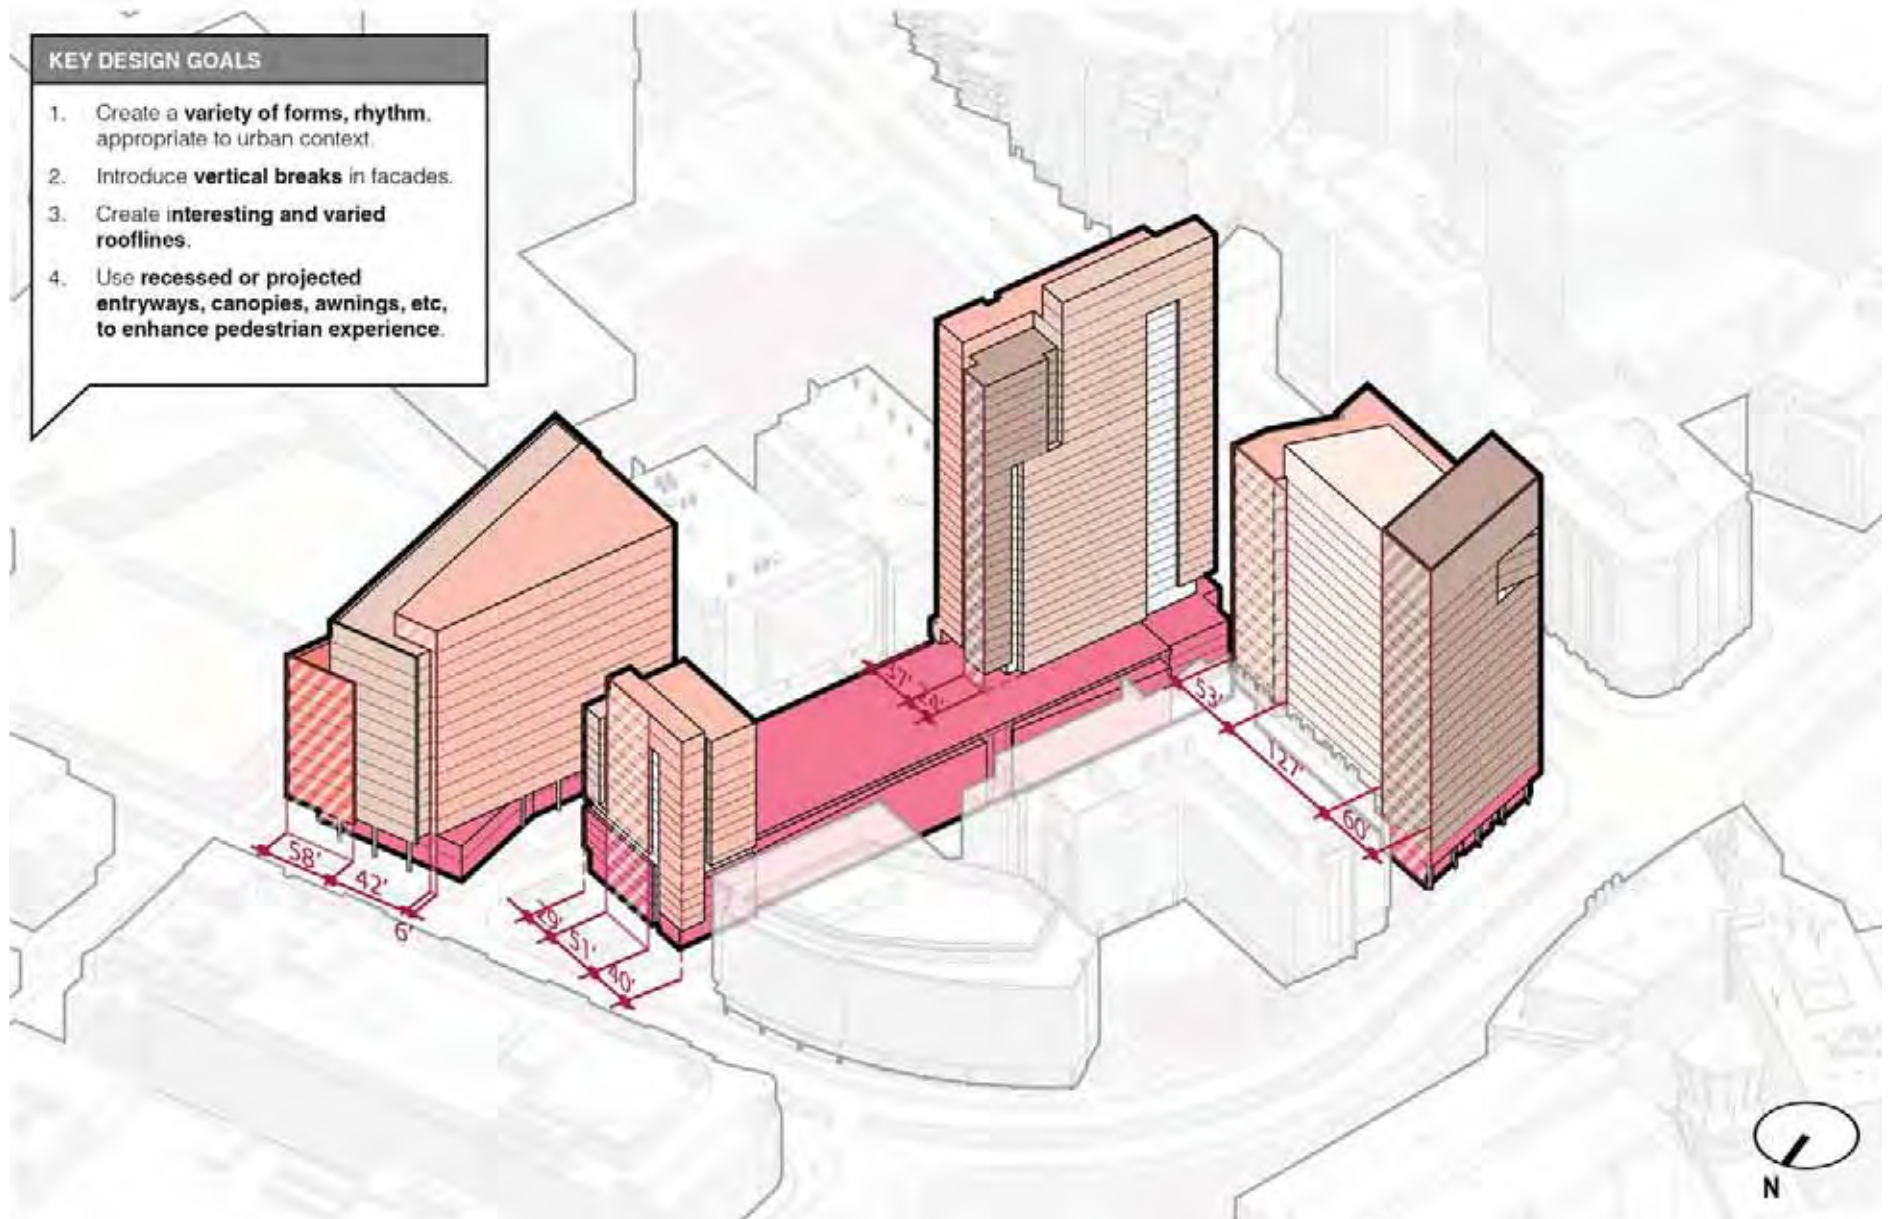 KEY DESIGN GOALS
1. Create a variety of forms, rhythm,
appropriate to urban context.
2. Introduce vertical breaks in facades.
3. Create interesting and varied
rooflines.
4. Use recessed or projected
entryways, canopies, awnings, etc,
to enhance pedestrian experience.
53'
127'
60'
58'
42'
6'
51'
40'
N